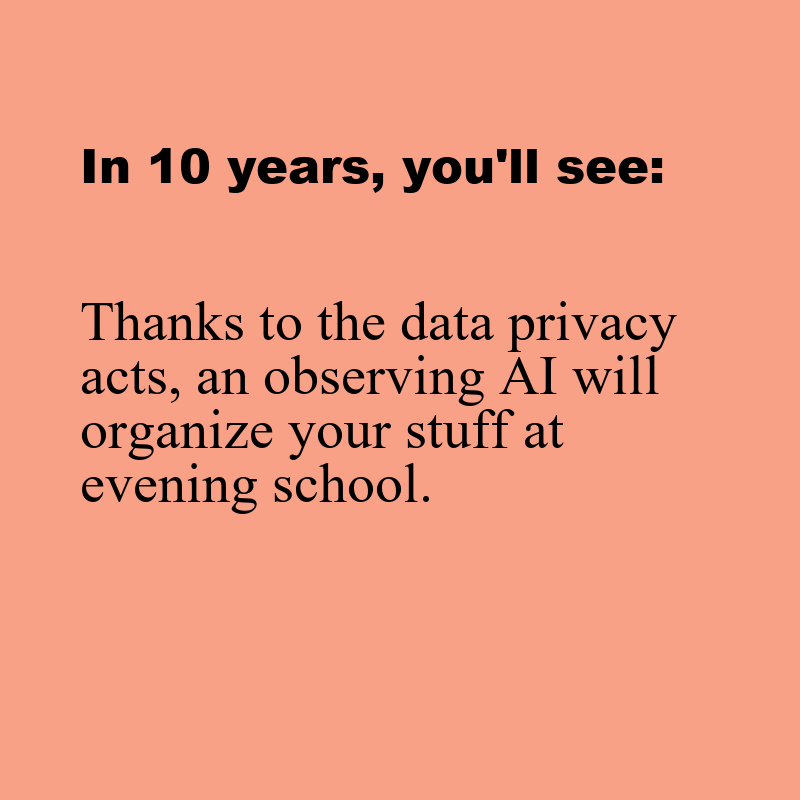 In 10 years, you'll see:
Thanks to the data privacy
acts, an observing AI will
organize your stuff at
evening school.